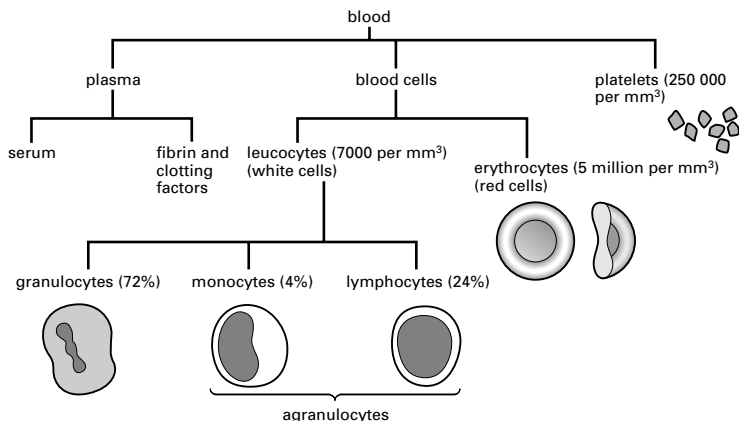 blood
plasma
blood cells
platelets (250 000
per mm³)
serum
fibrin and
clotting
factors
leucocytes (7000 per mm³)
(white cells)
erythrocytes (5 million per mm³)
(red cells)
granulocytes (72%)
monocytes (4%)
lymphocytes (24%)
agranulocytes